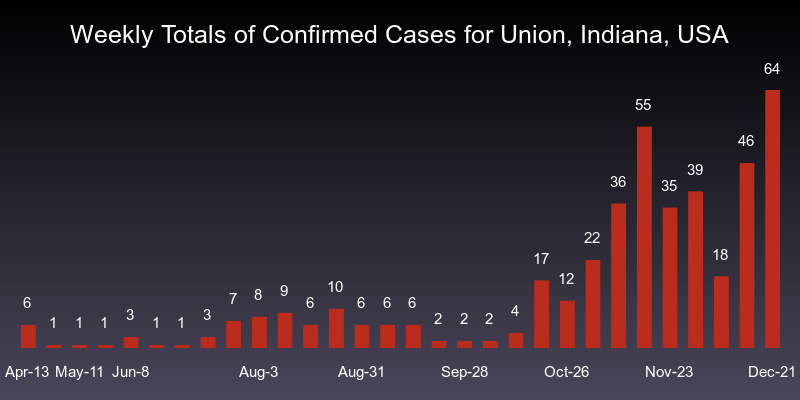 Weekly Totals of Confirmed Cases for Union, Indiana, USA
6 1 1 1 3 1 1 3 7 8 9 6 10 6 6 6 2 2 2 4 17 12 22 36 55 35 39 18 46 64
Apr-13 May-11 Jun-8 Aug-3 Aug-31 Sep-28 Oct-26 Nov-23 Dec-21